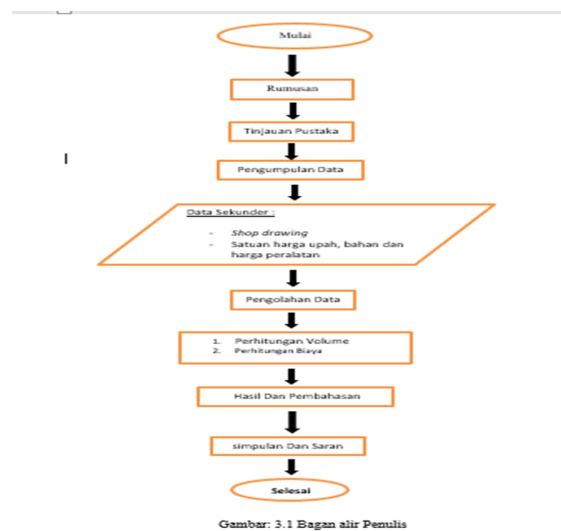 Mulai
Rumusan
Tinjauan Pustaka
Pengumpulan Data
Data Sekunder :
- Shop drawing
- Satuan harga upah, bahan dan
harga peralatan
Pengolahan Data
1. Perhitungan Volume
2. Perhitungan Biaya
Hasil Dan Pembahasan
simpulan Dan Saran
Selesai
Gambar: 3.1 Bagan alir Penulis